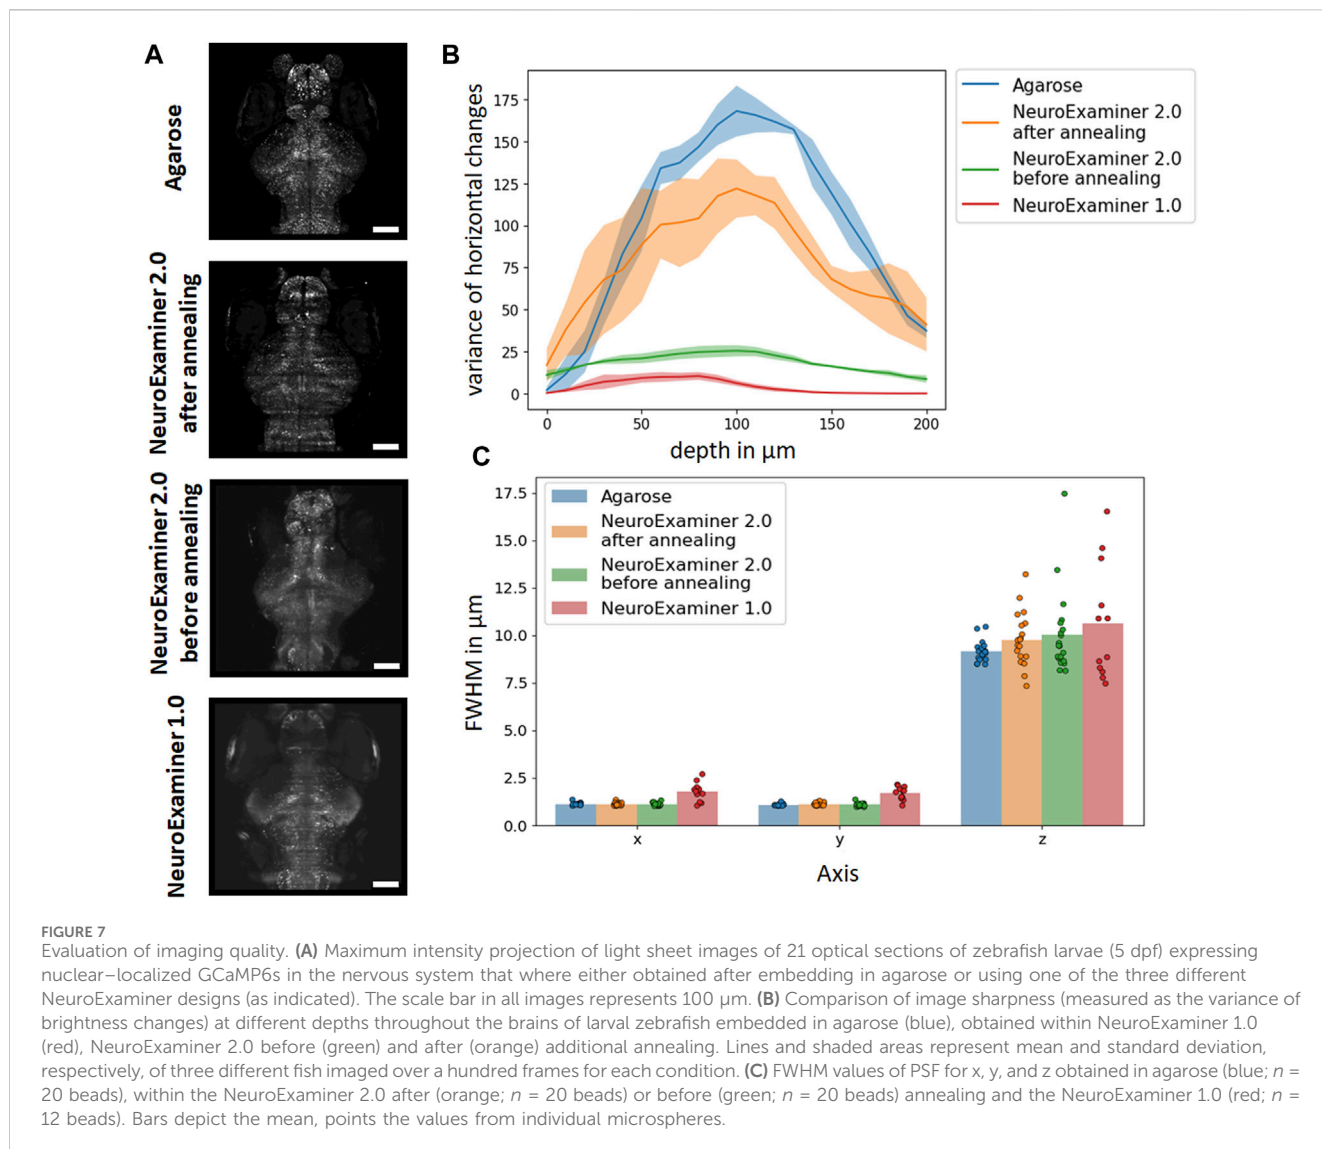 A
Agarose
NeuroExaminer 2.0
after annealing
NeuroExaminer 2.0
before annealing
NeuroExaminer 1.0
B
variance of horizontal changes
175
150
125
100
75
50
25
0
0 50 100 150 200
depth in µm
Agarose
NeuroExaminer 2.0
after annealing
NeuroExaminer 2.0
before annealing
NeuroExaminer 1.0
C
FWHM in µm
17.5
15.0
12.5
10.0
7.5
5.0
2.5
0.0
Agarose
NeuroExaminer 2.0
after annealing
NeuroExaminer 2.0
before annealing
NeuroExaminer 1.0
x y z
Axis
FIGURE 7
Evaluation of imaging quality. (A) Maximum intensity projection of light sheet images of 21 optical sections of zebrafish larvae (5 dpf) expressing
nuclear–localized GCaMP6s in the nervous system that where either obtained after embedding in agarose or using one of the three different
NeuroExaminer designs (as indicated). The scale bar in all images represents 100 µm. (B) Comparison of image sharpness (measured as the variance of
brightness changes) at different depths throughout the brains of larval zebrafish embedded in agarose (blue), obtained within NeuroExaminer 1.0
(red), NeuroExaminer 2.0 before (green) and after (orange) additional annealing. Lines and shaded areas represent mean and standard deviation,
respectively, of three different fish imaged over a hundred frames for each condition. (C) FWHM values of PSF for x, y, and z obtained in agarose (blue; n =
20 beads), within the NeuroExaminer 2.0 after (orange; n = 20 beads) or before (green; n = 20 beads) annealing and the NeuroExaminer 1.0 (red; n =
12 beads). Bars depict the mean, points the values from individual microspheres.